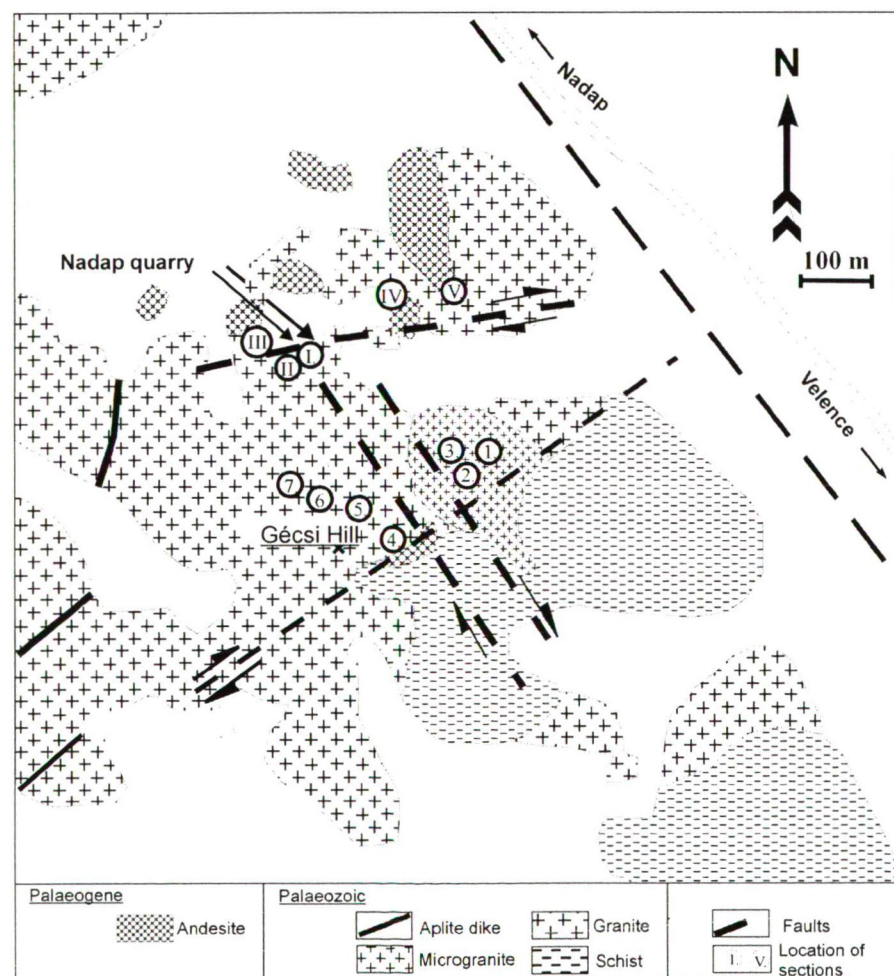 Nadap
N
100 m
Nadap quarry
IV
V
III
I.
II
Velence
3
1
2
7
6
5
4
Gécsi Hill
Palaeogene
Andesite
Palaeozoic
Aplite dike
Granite
Microgranite
Schist
Faults
I. V. Location of
sections